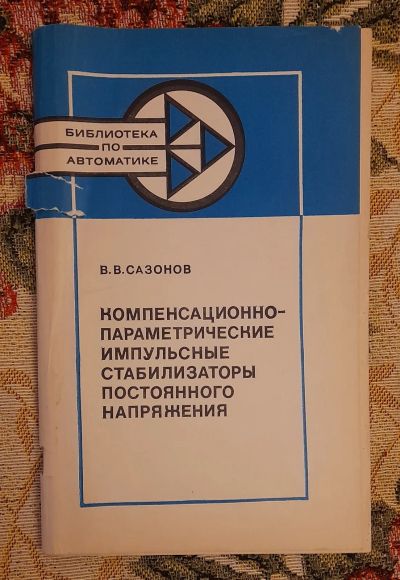 БИБЛИОТЕКА
ПО
АВТОМАТИКЕ
В.В.САЗОНОВ
КОМПЕНСАЦИОННО-
ПАРАМЕТРИЧЕСКИЕ
ИМПУЛЬСНЫЕ
СТАБИЛИЗАТОРЫ
ПОСТОЯННОГО
НАПРЯЖЕНИЯ